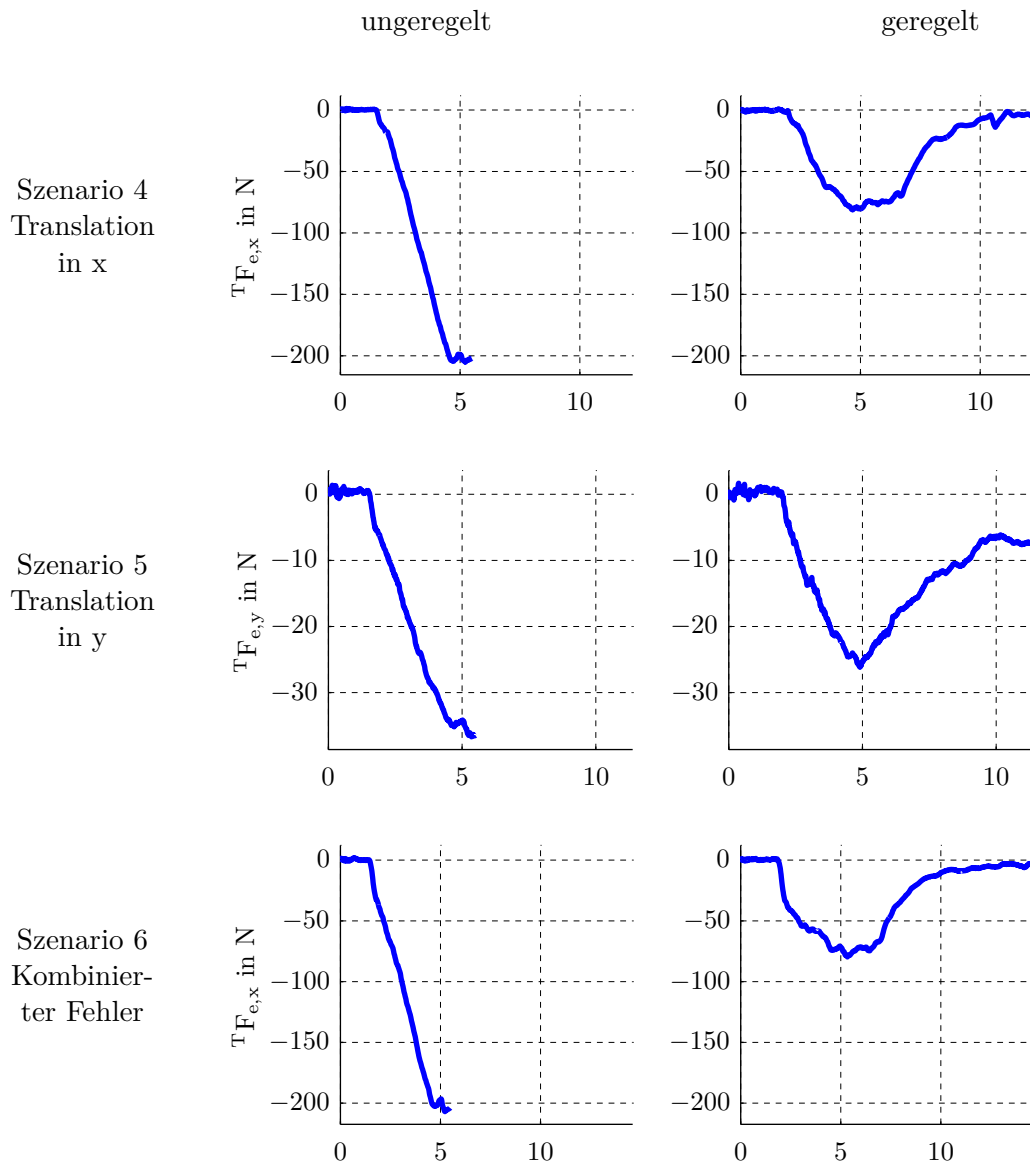 ungeregelt
geregelt
Szenario 4
Translation
in x
ᵀF e,x in N
0
−50
−100
−150
−200
0 5 10
0
−50
−100
−150
−200
0 5 10
Szenario 5
Translation
in y
ᵀF e,y in N
0
−10
−20
−30
0 5 10
0
−10
−20
−30
0 5 10
Szenario 6
Kombinier-
ter Fehler
ᵀF e,x in N
0
−50
−100
−150
−200
0 5 10
0
−50
−100
−150
−200
0 5 10